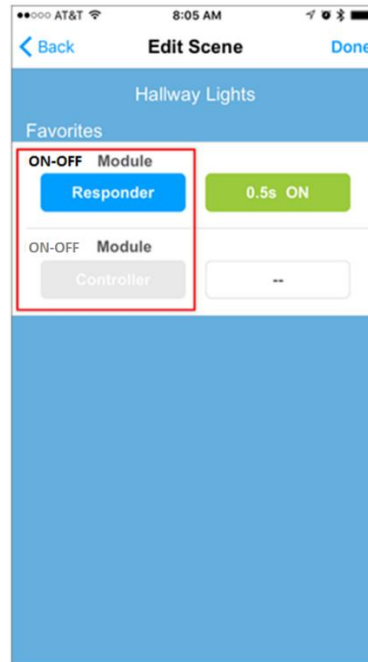 AT&T 8:05 AM
Back Edit Scene Done
Hallway Lights
Favorites
ON-OFF Module
Responder 0.5s ON
ON-OFF Module
Controller --